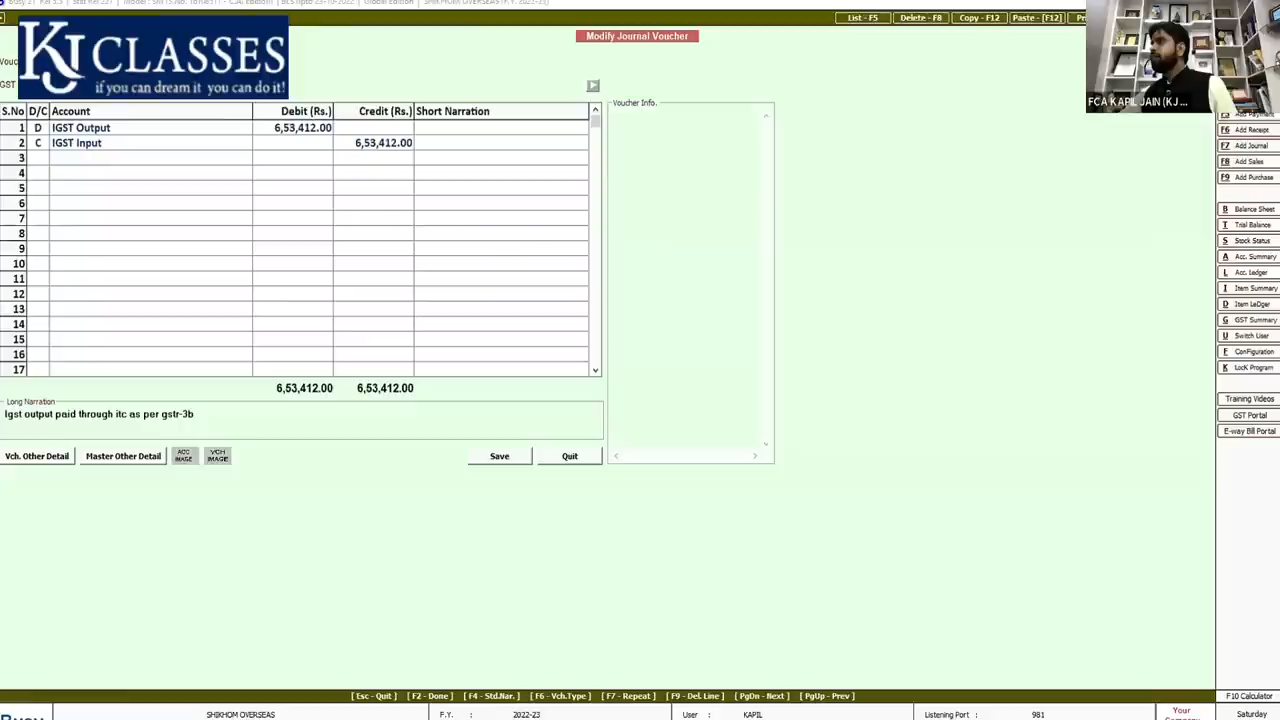 List - F5 Delete - F8 Copy - F12 Paste - [F12]
KJ CLASSES
if you can dream it you can do it!
Modify Journal Voucher
FCA KAPIL JAIN (KJ ...
S.No D/C Account Debit (Rs.) Credit (Rs.) Short Narration
1 D IGST Output 6,53,412.00
2 C IGST Input 6,53,412.00
3
4
5
6
7
8
9
10
11
12
13
14
15
16
17
6,53,412.00 6,53,412.00
Long Narration
Igst output paid through itc as per gstr-3b
Vch. Other Detail Master Other Detail ACC IMAGE VCH IMAGE Save Quit
Voucher Info.
F5 Add Payment
F6 Add Receipt
F7 Add Journal
F8 Add Sales
F9 Add Purchase
B Balance Sheet
T Trial Balance
S Stock Status
A Acc. Summary
L Acc. Ledger
I Item Summary
D Item LeDger
G GST Summary
U Switch User
F ConFiguration
K LocK Program
Training Videos
GST Portal
E-way Bill Portal
[ Esc - Quit ] [ F2 - Done ] [ F4 - Std.Nar. ] [ F6 - Vch.Type ] [ F7 - Repeat ] [ F9 - Del. Line ] [ PgDn - Next ] [ PgUp - Prev ] F10 Calculator
SHIKHOM OVERSEAS F.Y. : 2022-23 User : KAPIL Listening Port : 981 Your Saturday